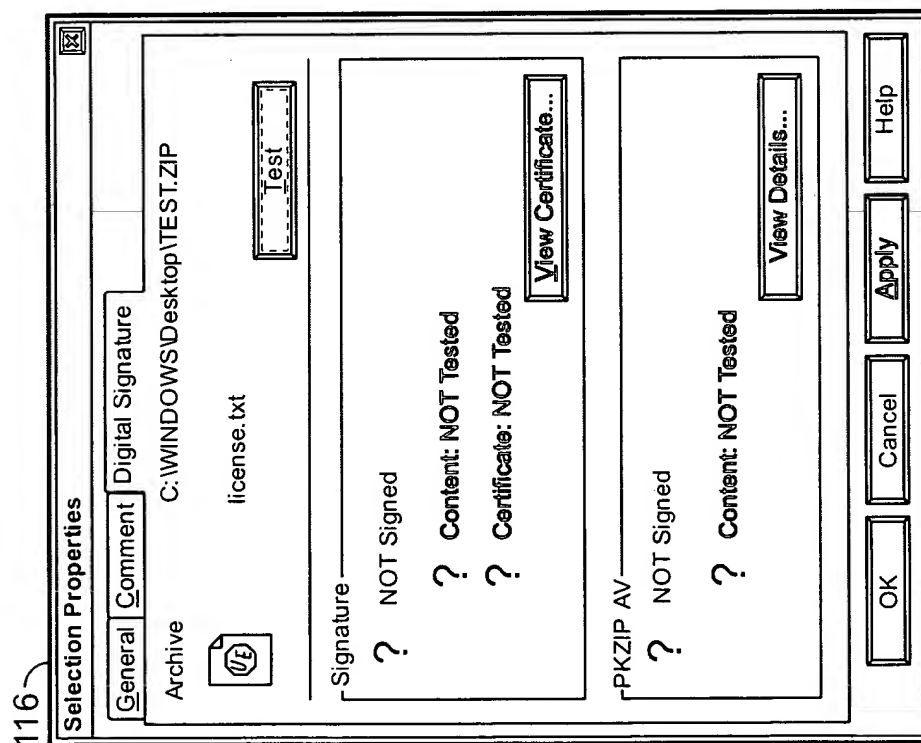 116
Selection Properties
General Comment Digital Signature
Archive C:\WINDOWS\Desktop\TEST.ZIP
UE license.txt
Test
Signature
? NOT Signed
? Content: NOT Tested
? Certificate: NOT Tested
View Certificate...
PKZIP AV
? NOT Signed
? Content: NOT Tested
View Details...
OK Cancel Apply Help